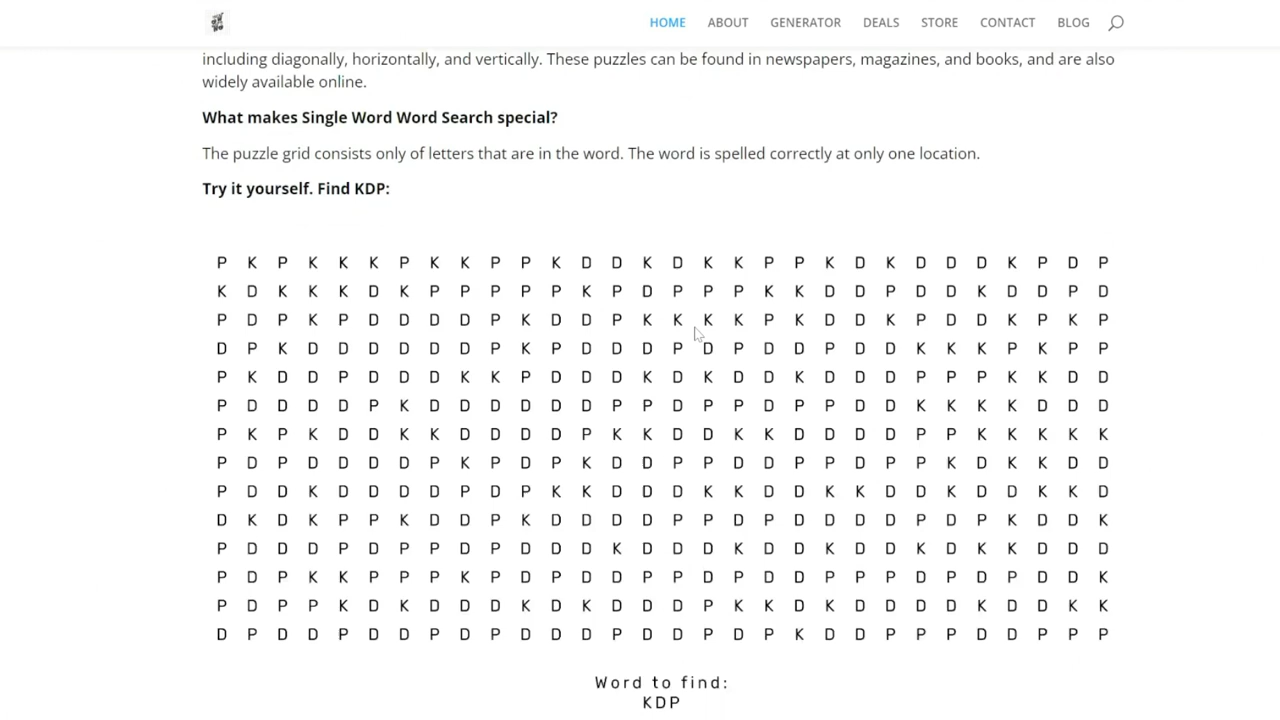 HOME ABOUT GENERATOR DEALS STORE CONTACT BLOG
including diagonally, horizontally, and vertically. These puzzles can be found in newspapers, magazines, and books, and are also
widely available online.
What makes Single Word Word Search special?
The puzzle grid consists only of letters that are in the word. The word is spelled correctly at only one location.
Try it yourself. Find KDP:
P K P K K K P K K P P K D D K D K K P P K D K D D D K P D P
K D K K K D K P P P P P K P D P P P K K D D P D D K D D P D
P D P K P D D D D P K D D P K K K K P K D D K P D D K P K P
D P K D D D D D D P K P D D D P D P D D P D D K K K P K P P
P K D D P D D D K K P D D D K D K D D K D D D P P P K K D D
P D D D D P K D D D D D D P P D P P D P P D D K K K K D D D
P K P K D D K K D D D D P K K D D K K D D D D P P K K K K K
P D P D D D D P K P D P K D D P P D D P P D P P K D K K D D
P D D K D D D D P D P K K D D D K K D D K K D D K D D K K D
D K D K P P K D D P K D D D D P P D P D D D D P D P K D D K
P D D D P D P P D P D D D K D D D K D D K D D K D K K D D D
P D P K K P P P K P D P D D P P D P D D P P P D P D P D D K
P D P P K D K D D D K D K D D D P K K D K D D D D K D D K K
D P D D P D D P D P D D D P D D P D P K D D P P P D D P P P
Word to find:
KDP